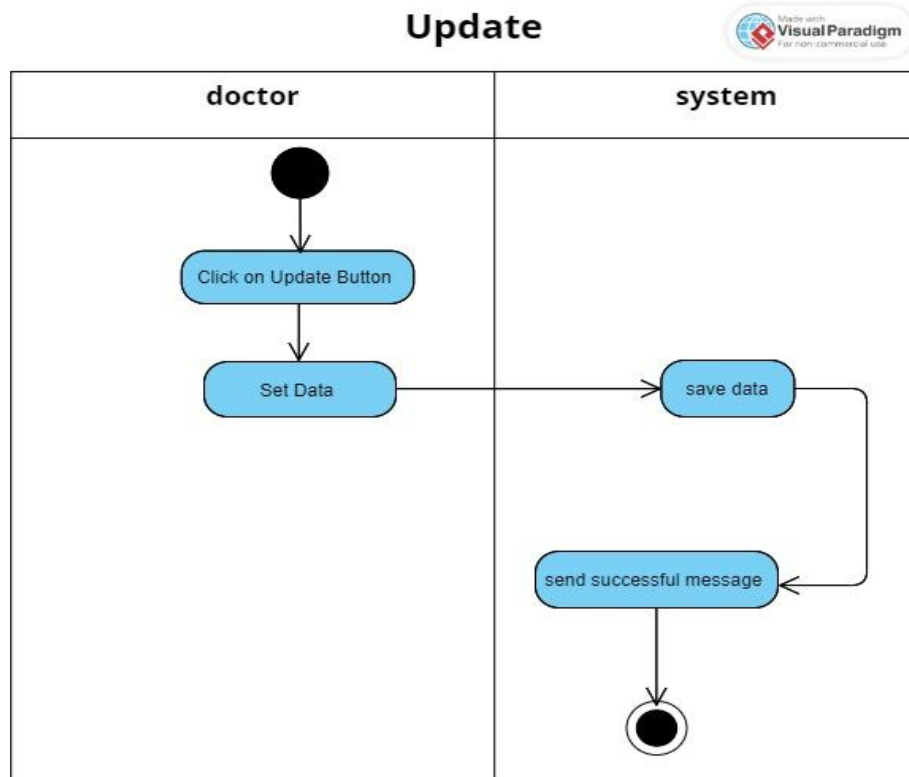 Update
Made with
Visual Paradigm
For non-commercial use
doctor
system
Click on Update Button
Set Data
save data
send successful message